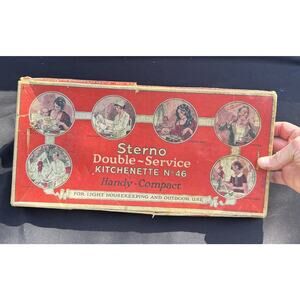 Sterno
Double~Service
KITCHENETTE No 46
Handy-Compact
FOR LIGHT HOUSEKEEPING AND OUTDOOR USE